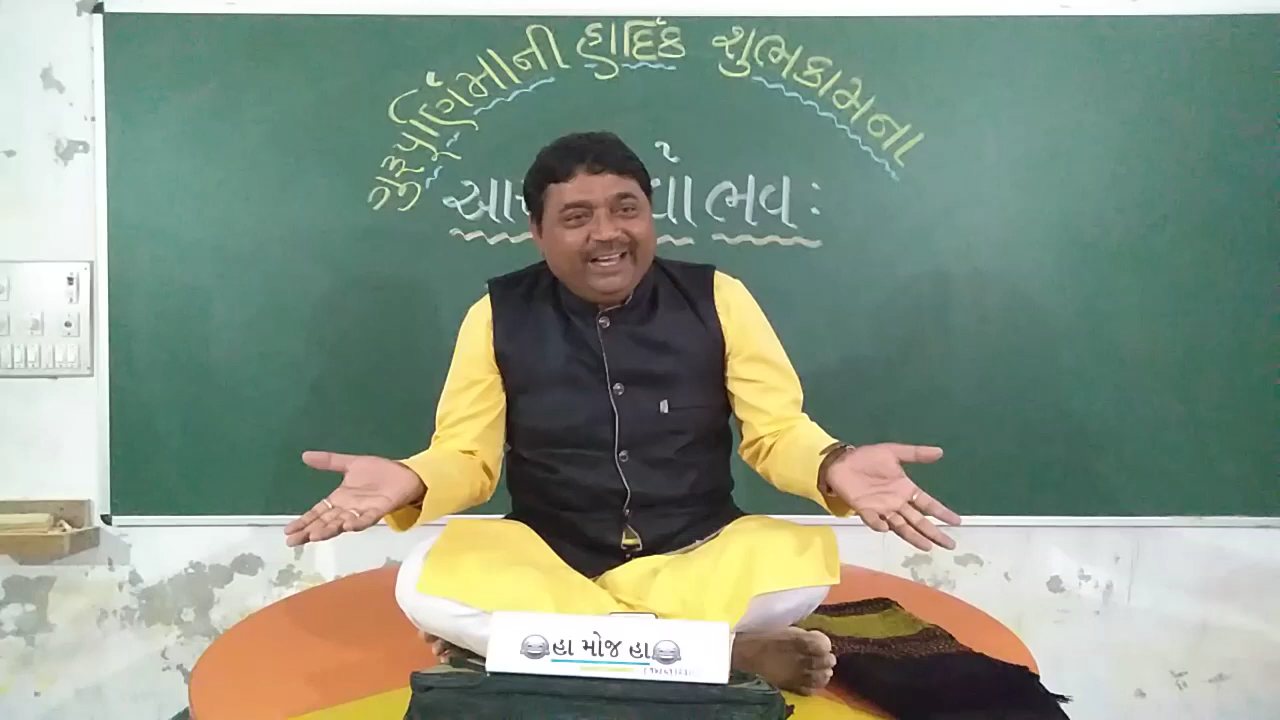 ગુરુપૂર્ણિમાની હાર્દિક શુભકામના
ભવઃ
હા મોજ હા